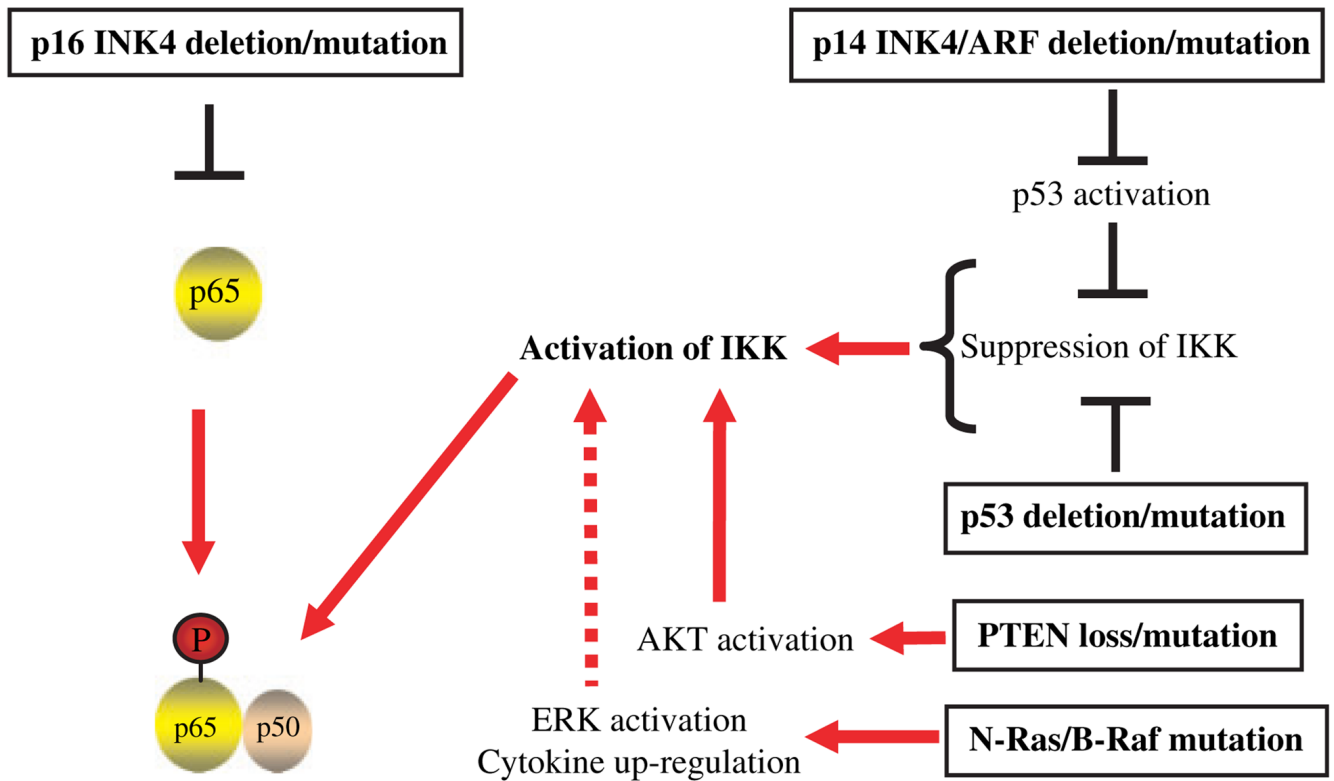 p16 INK4 deletion/mutation
p14 INK4/ARF deletion/mutation
p53 activation
p65
Activation of IKK
Suppression of IKK
p53 deletion/mutation
P
AKT activation
PTEN loss/mutation
p65
p50
ERK activation
Cytokine up-regulation
N-Ras/B-Raf mutation